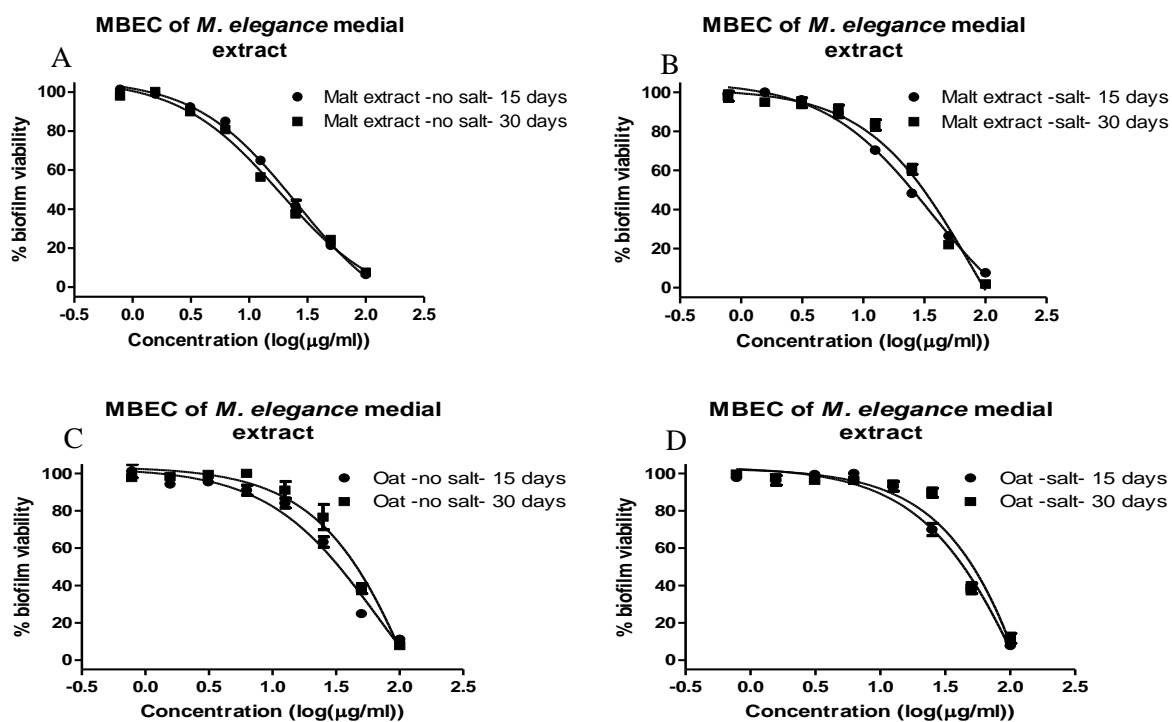 MBEC of M. elegance medial
extract
A
Malt extract -no salt- 15 days
Malt extract -no salt- 30 days
% biofilm viability
100
80
60
40
20
0
-0.5 0.0 0.5 1.0 1.5 2.0 2.5
Concentration (log(µg/ml))
MBEC of M. elegance medial
extract
B
Malt extract -salt- 15 days
Malt extract -salt- 30 days
% biofilm viability
100
80
60
40
20
0
-0.5 0.0 0.5 1.0 1.5 2.0 2.5
Concentration (log(µg/ml))
MBEC of M. elegance medial
extract
C
Oat -no salt- 15 days
Oat -no salt- 30 days
% biofilm viability
100
80
60
40
20
0
-0.5 0.0 0.5 1.0 1.5 2.0 2.5
Concentration (log(µg/ml))
MBEC of M. elegance medial
extract
D
Oat -salt- 15 days
Oat -salt- 30 days
% biofilm viability
100
80
60
40
20
0
-0.5 0.0 0.5 1.0 1.5 2.0 2.5
Concentration (log(µg/ml))